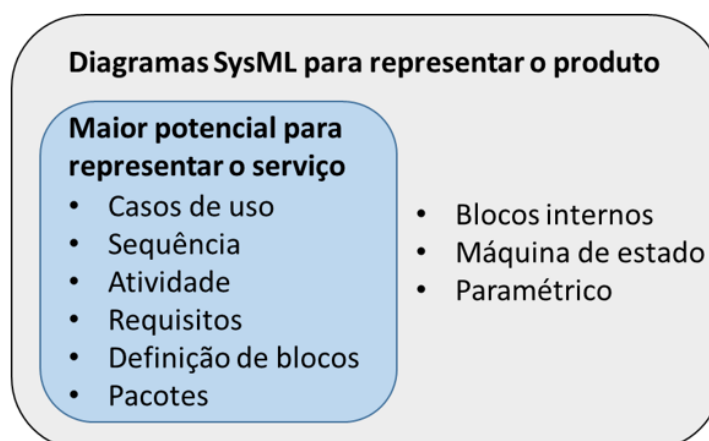 Diagramas SysML para representar o produto
Maior potencial para
representar o serviço
• Casos de uso
• Sequência
• Atividade
• Requisitos
• Definição de blocos
• Pacotes
• Blocos internos
• Máquina de estado
• Paramétrico